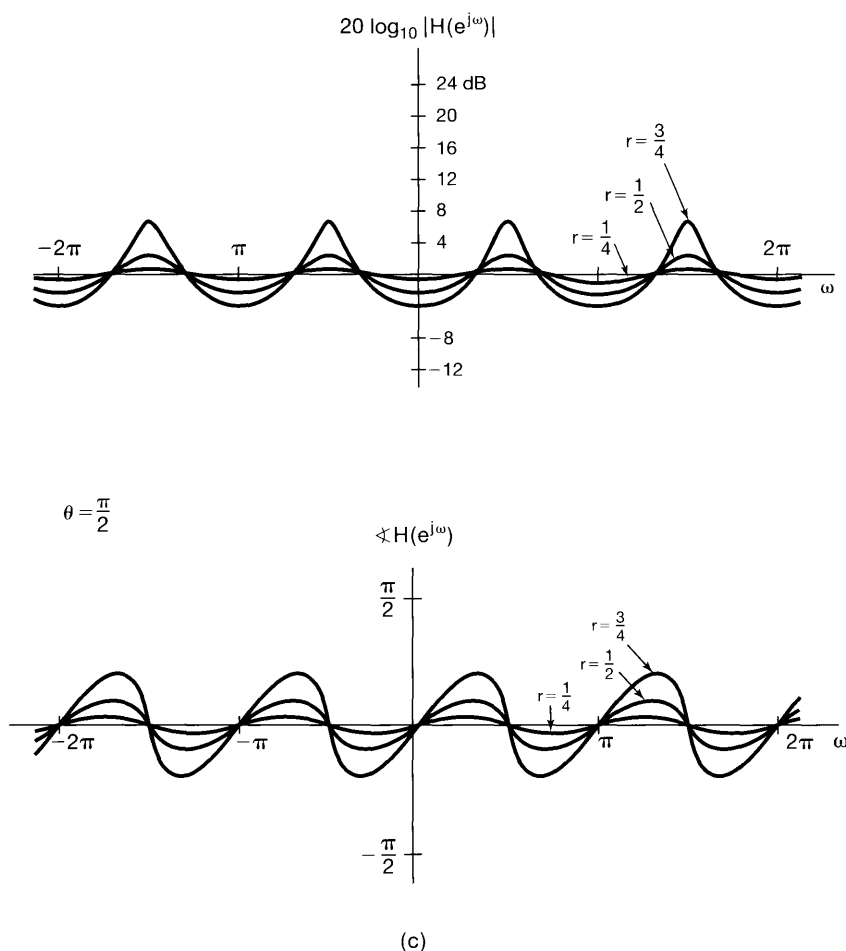 20 log₁₀ |H(e^{jω})|
24 dB
20
16
12
8
4
−8
−12
r = 3/4
r = 1/2
r = 1/4
−2π
π
π
2π
ω
θ = π/2
∢H(e^{jω})
π/2
r = 3/4
r = 1/2
r = 1/4
−2π
−π
π
2π
ω
−π/2
(c)